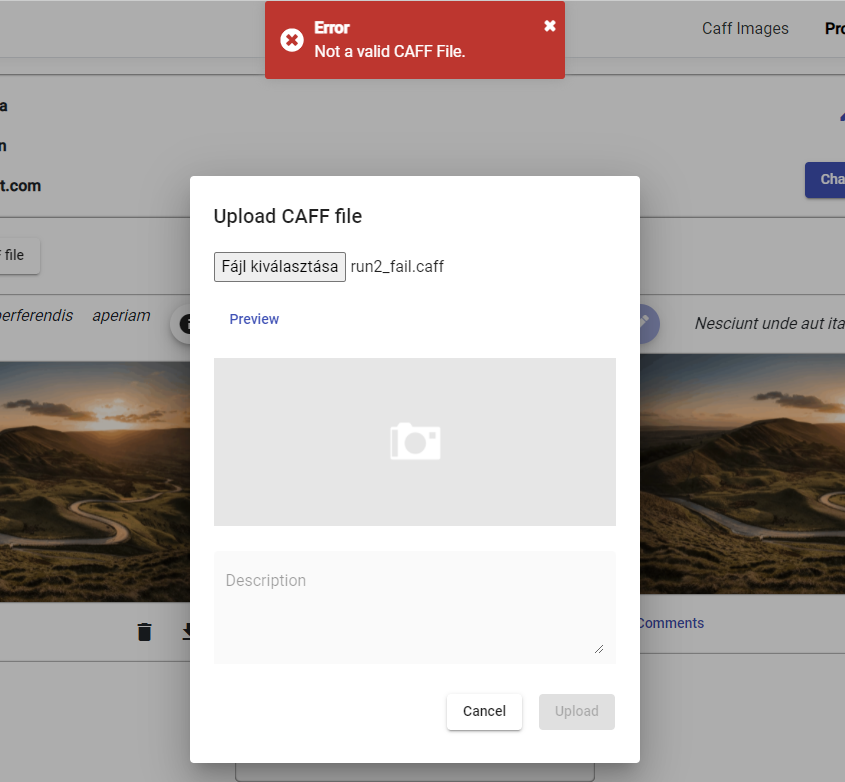 Error
Not a valid CAFF File.
Caff Images Pro
a
n
t.com
Cha
Upload CAFF file
file
Fájl kiválasztása run2_fail.caff
Preview
erferendis aperiam
Nesciunt unde aut ita
Description
Comments
Cancel
Upload